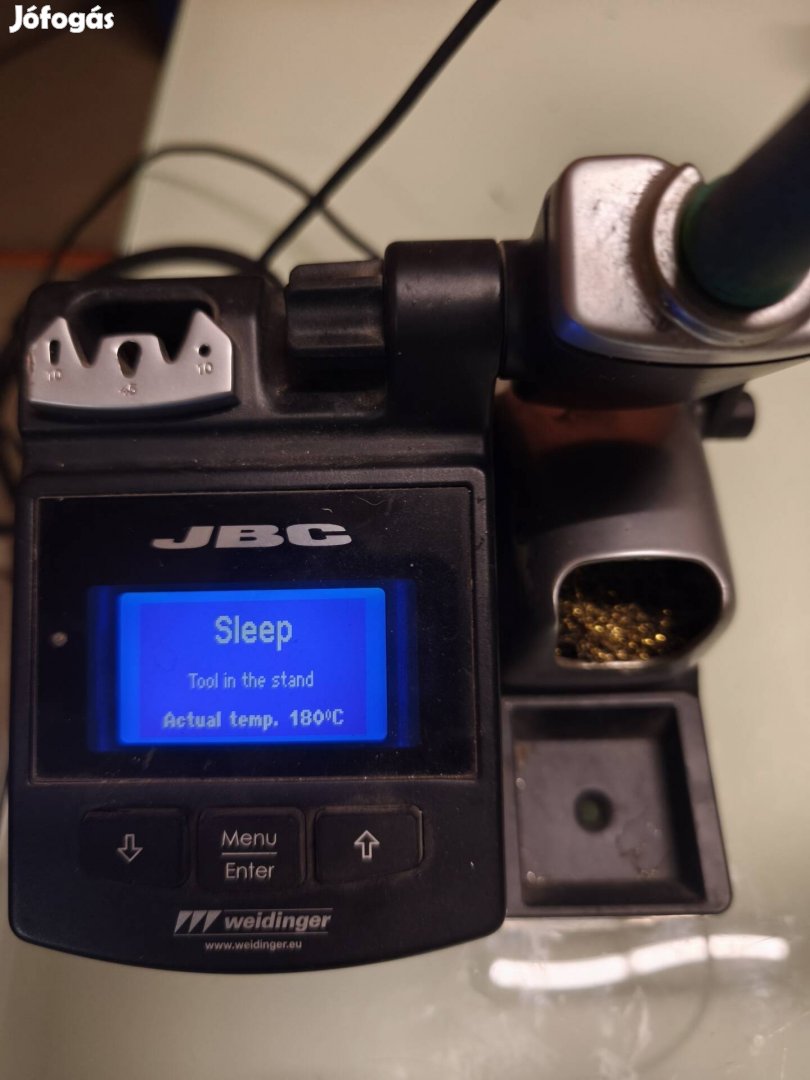 Jófogás
10 45 10
JBC
Sleep
Tool in the stand
Actual temp. 180ºC
Menu
Enter
weidinger
www.weidinger.eu